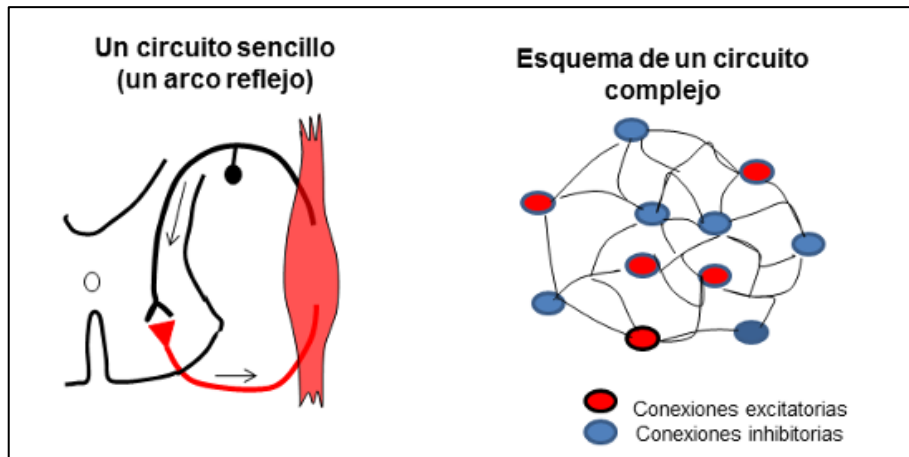 Un circuito sencillo
(un arco reflejo)
Esquema de un circuito
complejo
Conexiones excitatorias
Conexiones inhibitorias